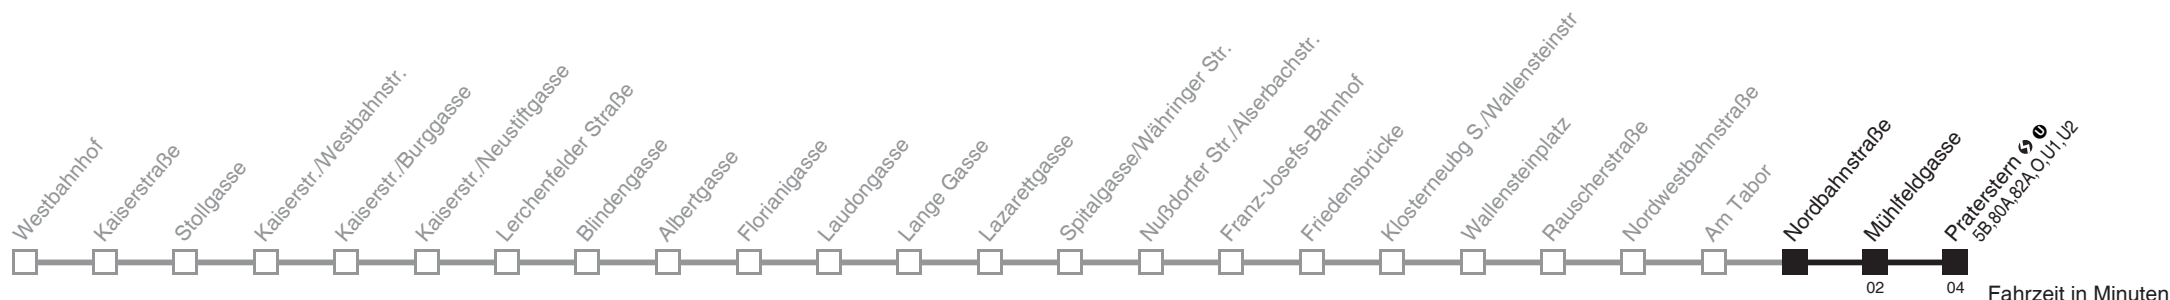 Westbahnhof
Kaiserstraße
Stollgasse
Kaiserstr./Westbahnstr.
Kaiserstr./Burggasse
Kaiserstr./Neustiftgasse
Lerchenfelder Straße
Blindengasse
Albertgasse
Florianigasse
Laudongasse
Lange Gasse
Lazarettgasse
Spitalgasse/Währinger Str.
Nußdorfer Str./Alserbachstr.
Franz-Josefs-Bahnhof
Friedensbrücke
Klosterneubg S./Wallensteinstr
Wallensteinplatz
Rauscherstraße
Nordwestbahnstraße
Am Tabor
Nordbahnstraße
Mühlfeldgasse
Praterstern S U
5B,80A,82A,O,U1,U2
02 04
Fahrzeit in Minuten